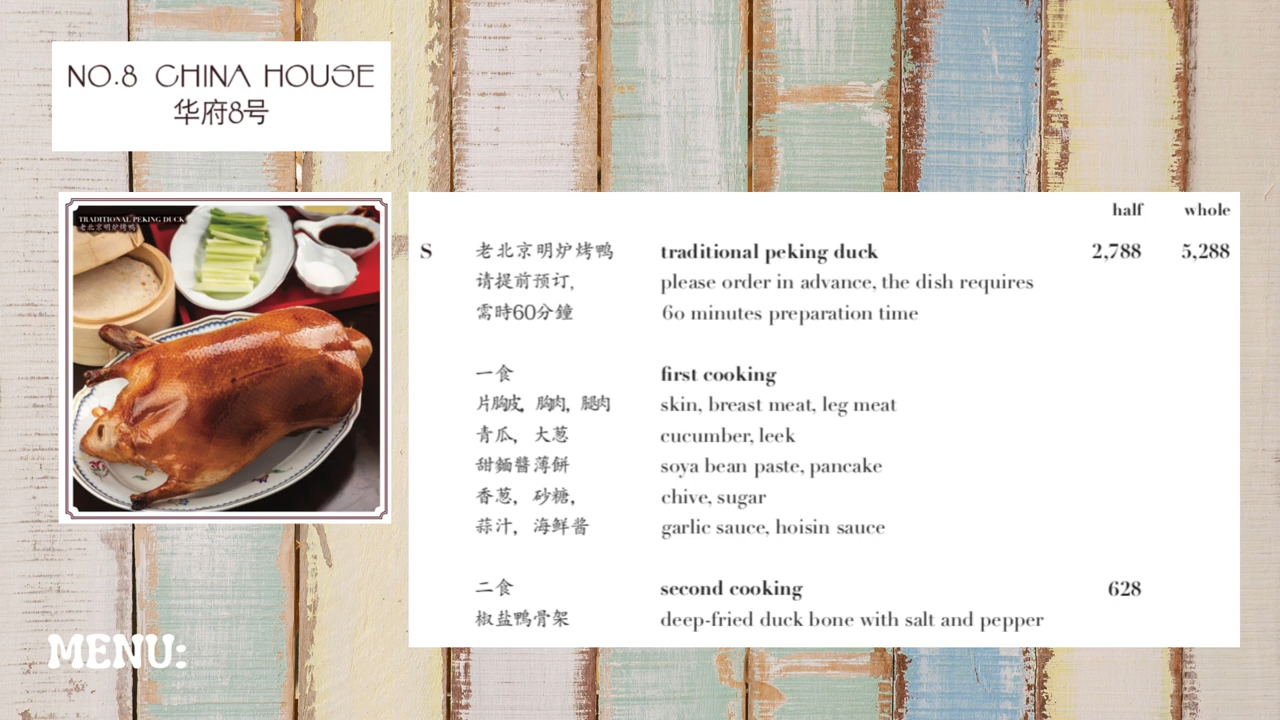 NO.8 CHINA HOUSE
华府8号
TRADITIONAL PEKING DUCK
老北京明炉烤鸭
half whole
S 老北京明炉烤鸭 traditional peking duck 2,788 5,288
请提前预订, please order in advance, the dish requires
需時60分鐘 60 minutes preparation time
一食 first cooking
片胸皮, 胸肉, 腿肉 skin, breast meat, leg meat
青瓜, 大葱 cucumber, leek
甜麵醬薄餅 soya bean paste, pancake
香葱, 砂糖, chive, sugar
蒜汁, 海鲜酱 garlic sauce, hoisin sauce
二食 second cooking 628
椒盐鸭骨架 deep-fried duck bone with salt and pepper
MENU: